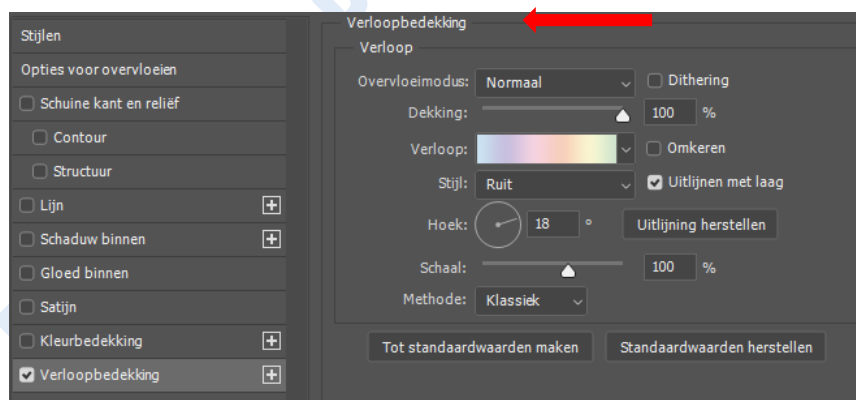 Stijlen
Opties voor overvloeien
Schuine kant en reliëf
Contour
Structuur
Lijn
Schaduw binnen
Gloed binnen
Satijn
Kleurbedekking
Verloopbedekking
Verloopbedekking
Verloop
Overvloeimodus: Normaal Dithering
Dekking: 100 %
Verloop: Omkeren
Stijl: Ruit Uitlijnen met laag
Hoek: 18 ° Uitlijning herstellen
Schaal: 100 %
Methode: Klassiek
Tot standaardwaarden maken Standaardwaarden herstellen